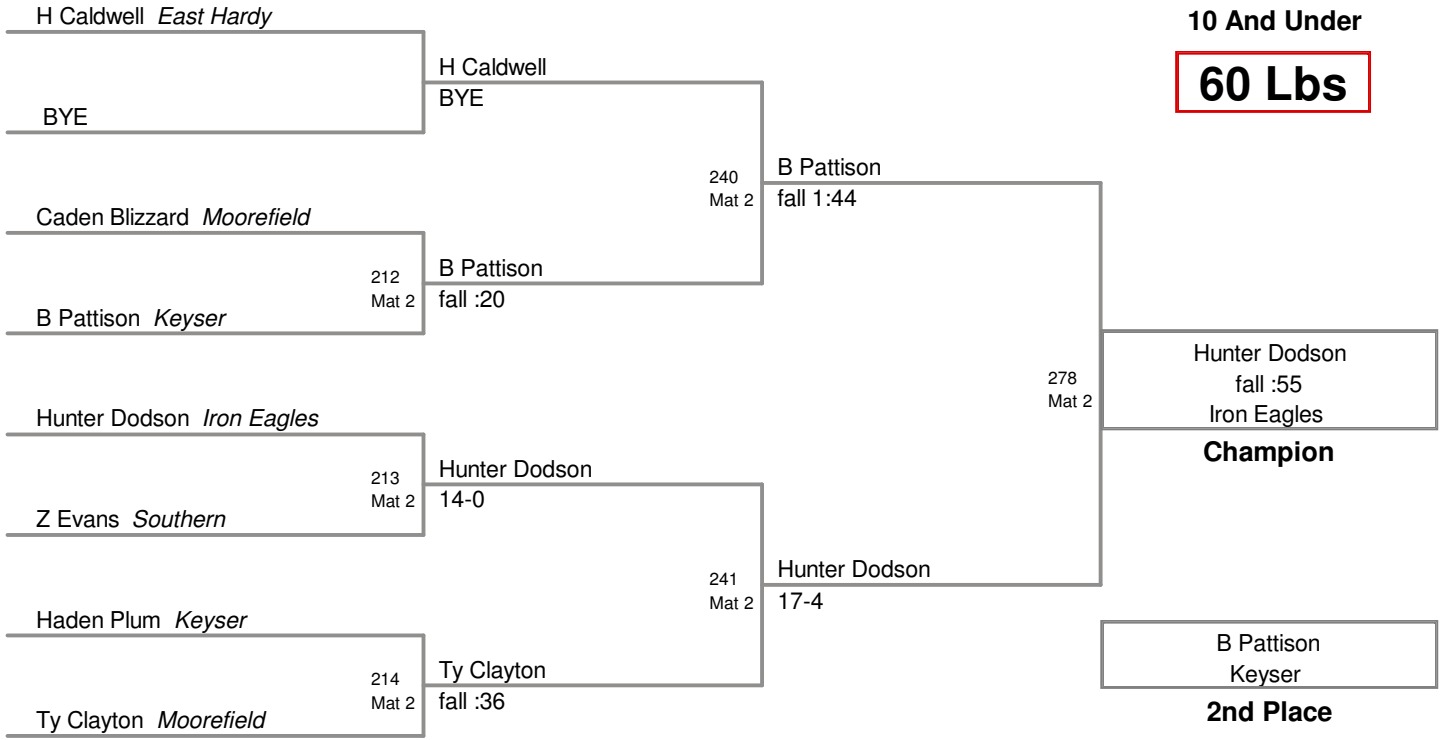 H Caldwell East Hardy
BYE
Caden Blizzard Moorefield
B Pattison Keyser
Hunter Dodson Iron Eagles
Z Evans Southern
Haden Plum Keyser
Ty Clayton Moorefield
H Caldwell
BYE
212
Mat 2
B Pattison
fall :20
213
Mat 2
Hunter Dodson
14-0
214
Mat 2
Ty Clayton
fall :36
240
Mat 2
B Pattison
fall 1:44
241
Mat 2
Hunter Dodson
17-4
278
Mat 2
10 And Under
60 Lbs
Hunter Dodson
fall :55
Iron Eagles
Champion
B Pattison
Keyser
2nd Place